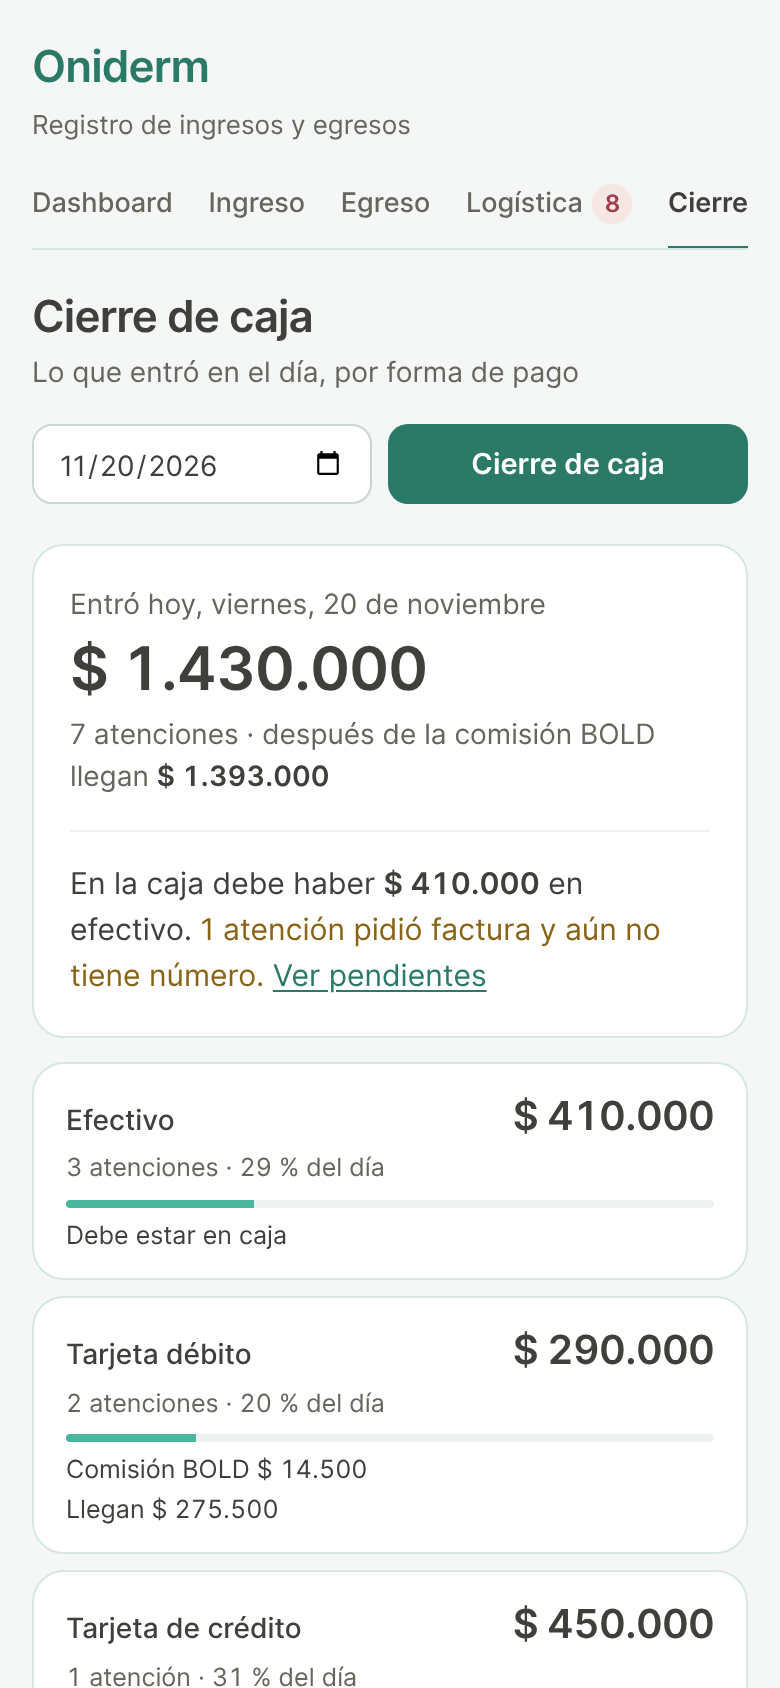 Oniderm
Registro de ingresos y egresos
Dashboard Ingreso Egreso Logística 8 Cierre
Cierre de caja
Lo que entró en el día, por forma de pago
11/20/2026 Cierre de caja
Entró hoy, viernes, 20 de noviembre
$ 1.430.000
7 atenciones · después de la comisión BOLD
llegan $ 1.393.000
En la caja debe haber $ 410.000 en
efectivo. 1 atención pidió factura y aún no
tiene número. Ver pendientes
Efectivo $ 410.000
3 atenciones · 29 % del día
Debe estar en caja
Tarjeta débito $ 290.000
2 atenciones · 20 % del día
Comisión BOLD $ 14.500
Llegan $ 275.500
Tarjeta de crédito $ 450.000
1 atención · 31 % del día